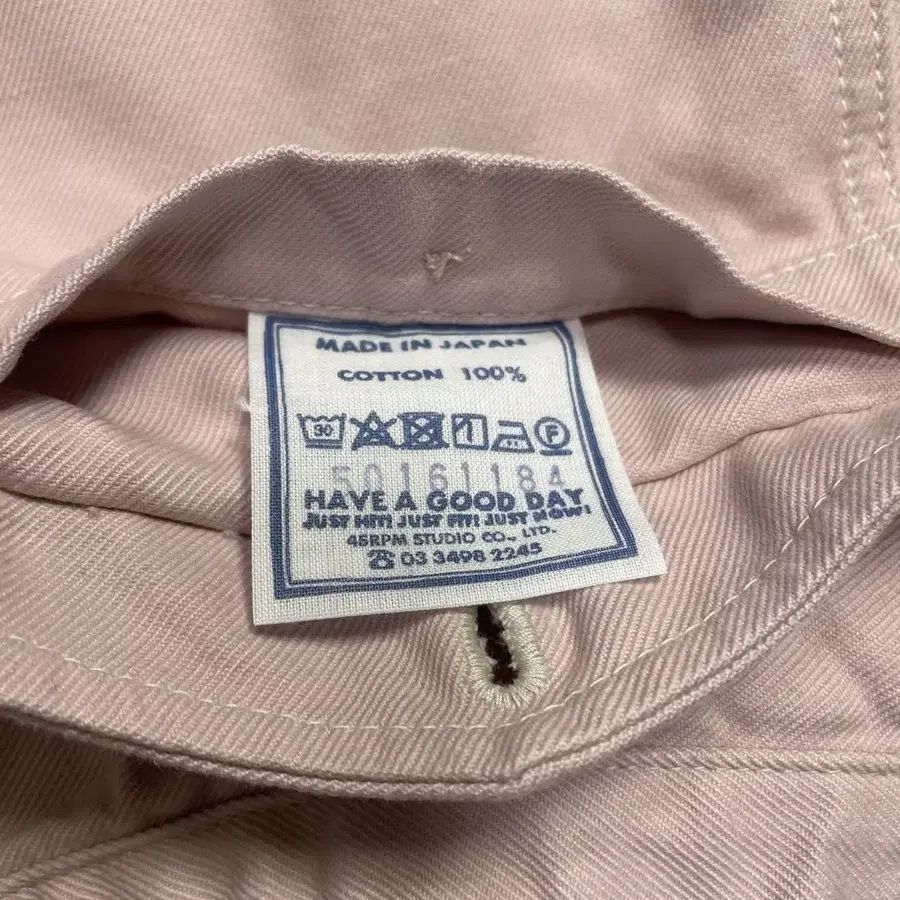 MADE IN JAPAN
COTTON 100%
30 F
50161184
HAVE A GOOD DAY
JUST HIT! JUST FIT! JUST NOW!
45RPM STUDIO CO., LTD.
☎ 03 3498 2245